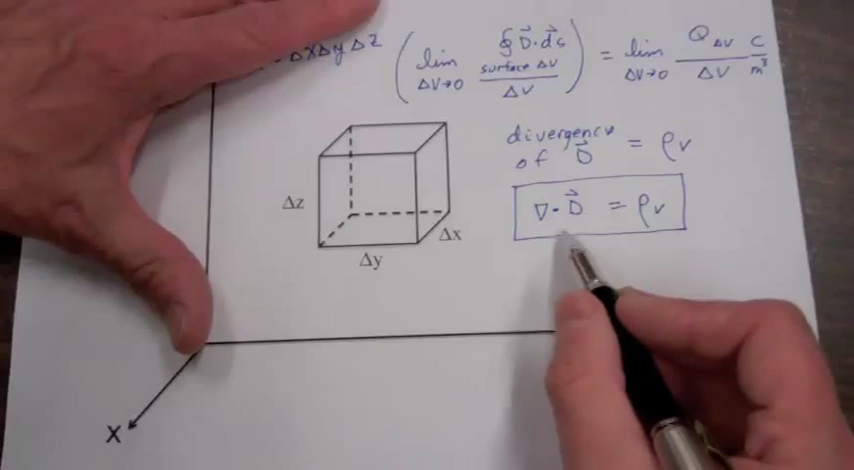 ΔxΔyΔz ( lim ΔV→0 ∯ D⃗·ds⃗ surface ΔV / ΔV ) = lim ΔV→0 Q ΔV / ΔV C/m³
divergence
of D⃗ = ρv
∇·D⃗ = ρv
Δz
Δx
Δy
X